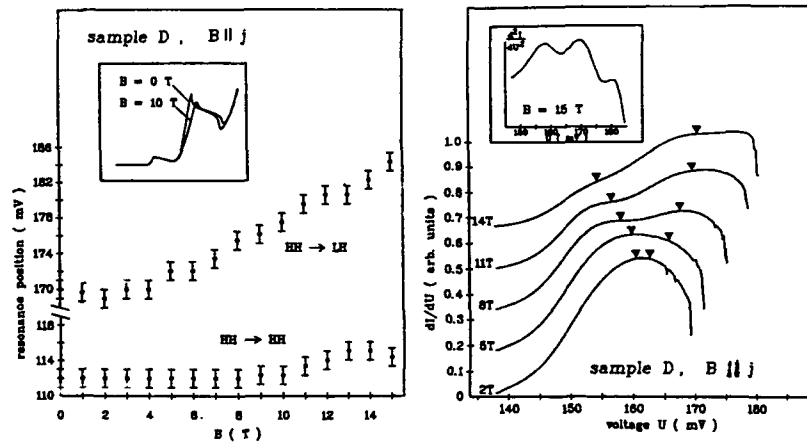 sample D , B || j
B = 0 T
B = 10 T
resonance position ( mV )
186
182
178
174
170
118
116
114
112
110
HH → LH
HH → HH
0 2 4 6. 8 10 12 14
B ( T )
B = 15 T
U ( mV )
dI/dU (arb. units)
1.0
0.9
0.8
0.7
0.6
0.5
0.4
0.3
0.2
0.1
0
14T
11T
8T
5T
2T
sample D , B || j
140 150 160 170 180
voltage U ( mV )